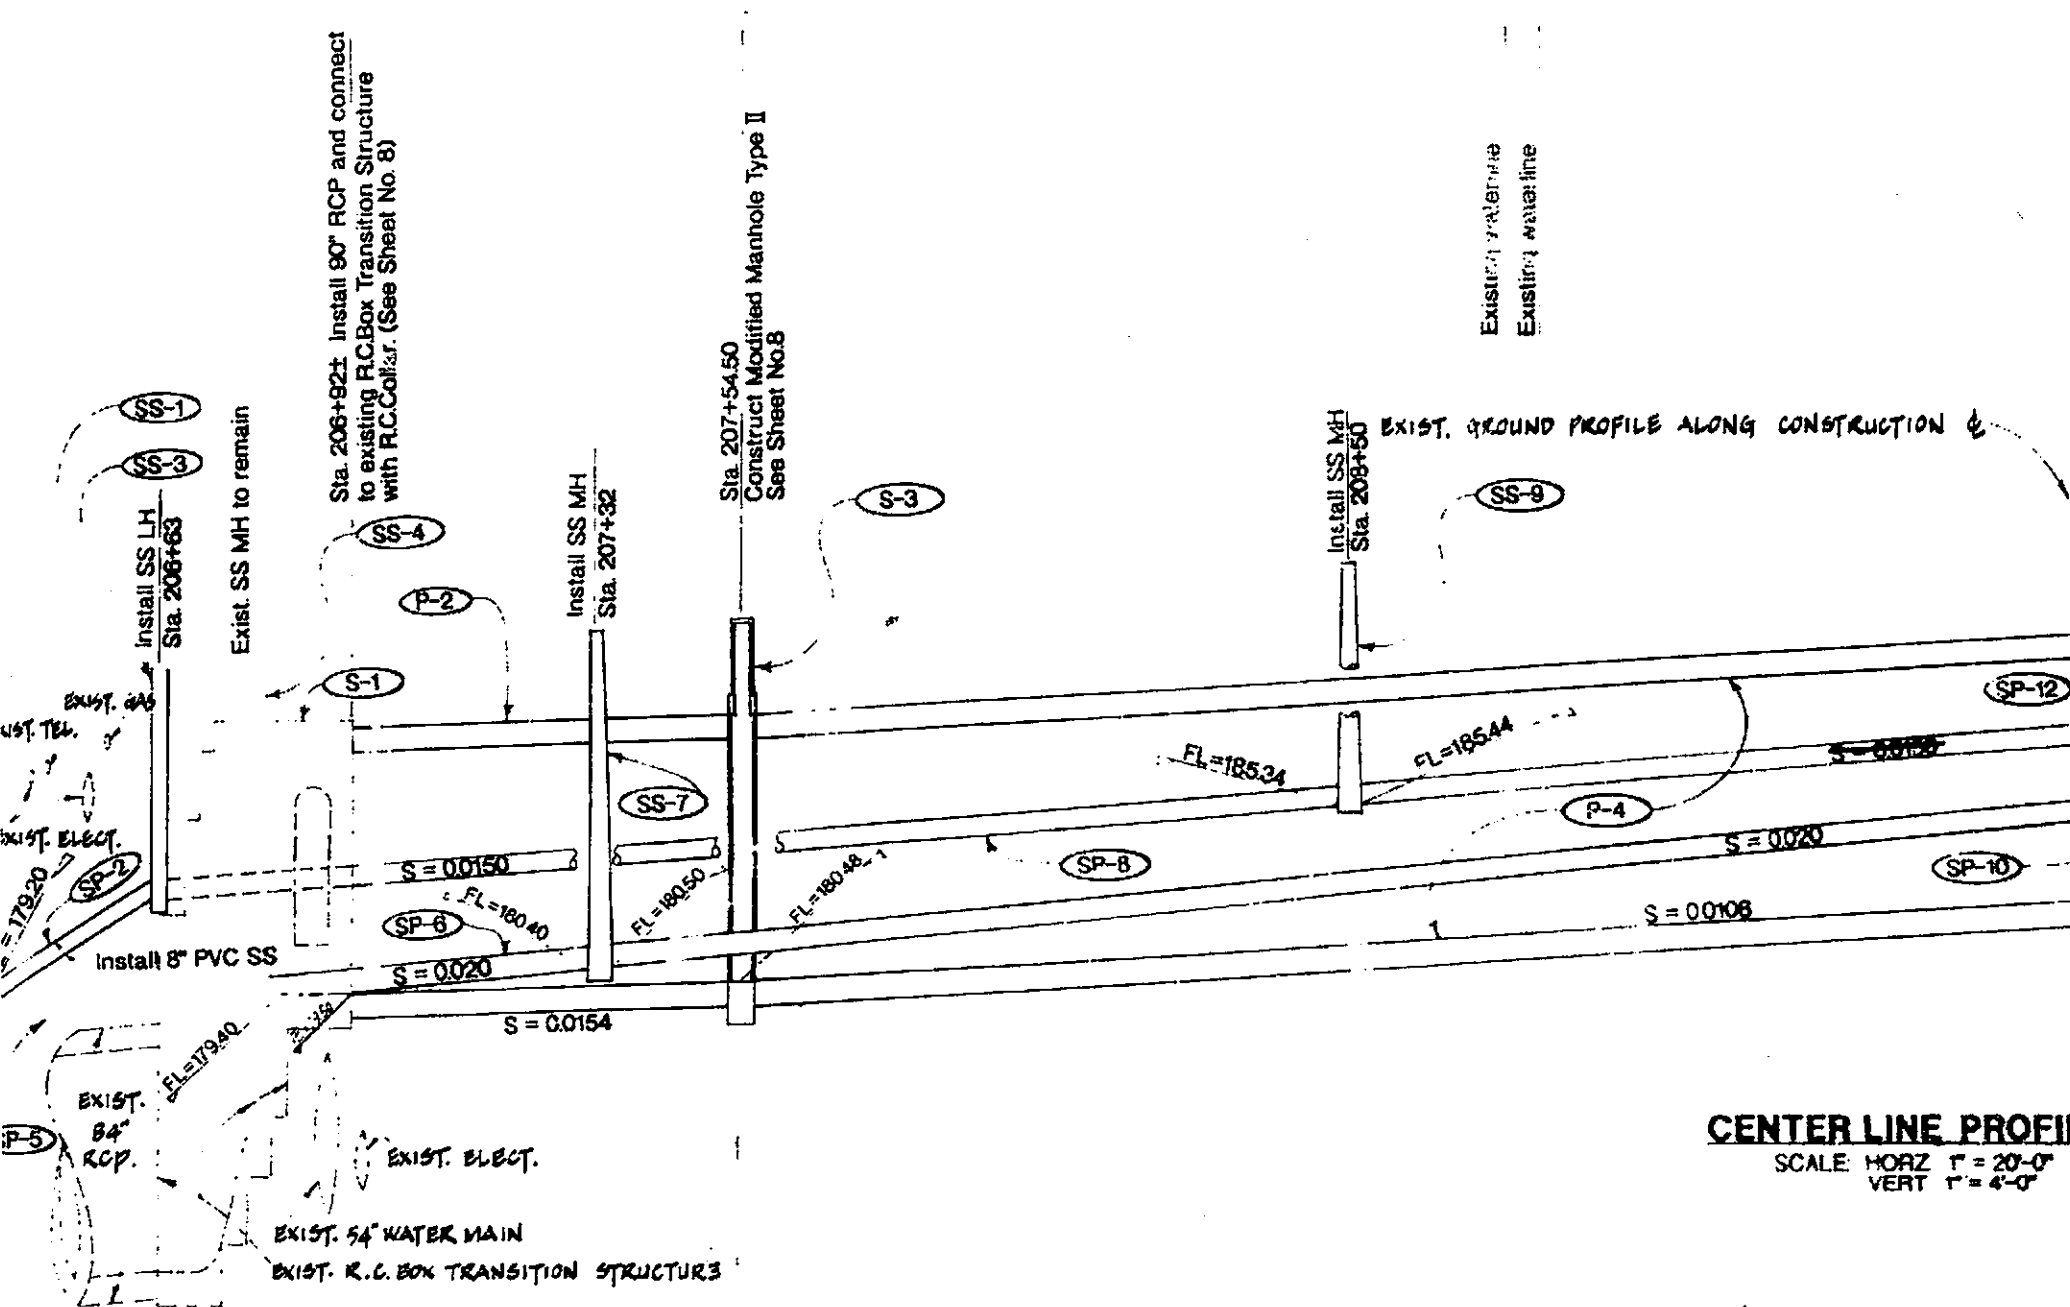 Sta. 206+92± Install 90" RCP and connect
to existing R.C.Box Transition Structure
with R.C.Collar. (See Sheet No. 8)
Sta. 207+54.50
Construct Modified Manhole Type II
See Sheet No.8
Existing waterline
Existing waterline
SS-1
SS-3
Install SS LH
Sta. 206+63
Exist. SS MH to remain
SS-4
P-2
S-1
Install SS MH
Sta. 207+32
S-3
Install SS MH
Sta. 208+50
EXIST. GROUND PROFILE ALONG CONSTRUCTION ℄
SS-9
EXIST. GAS
IST. TEL.
XIST. ELECT.
SP-2
= 179.20
Install 8" PVC SS
S = 0.0150
SP-6
FL=180.40
S = 0.020
S = 0.0154
SS-7
FL=180.50
FL=180.48
SP-8
FL=185.34
FL=185.44
P-4
SP-12
S = 0.020
SP-10
S = 0.0106
FL=179.40
EXIST.
84"
RCP.
P-5
EXIST. ELECT.
EXIST. 54" WATER MAIN
EXIST. R.C. BOX TRANSITION STRUCTURE
CENTER LINE PROFI
SCALE: HORZ 1" = 20'-0"
VERT 1" = 4'-0"